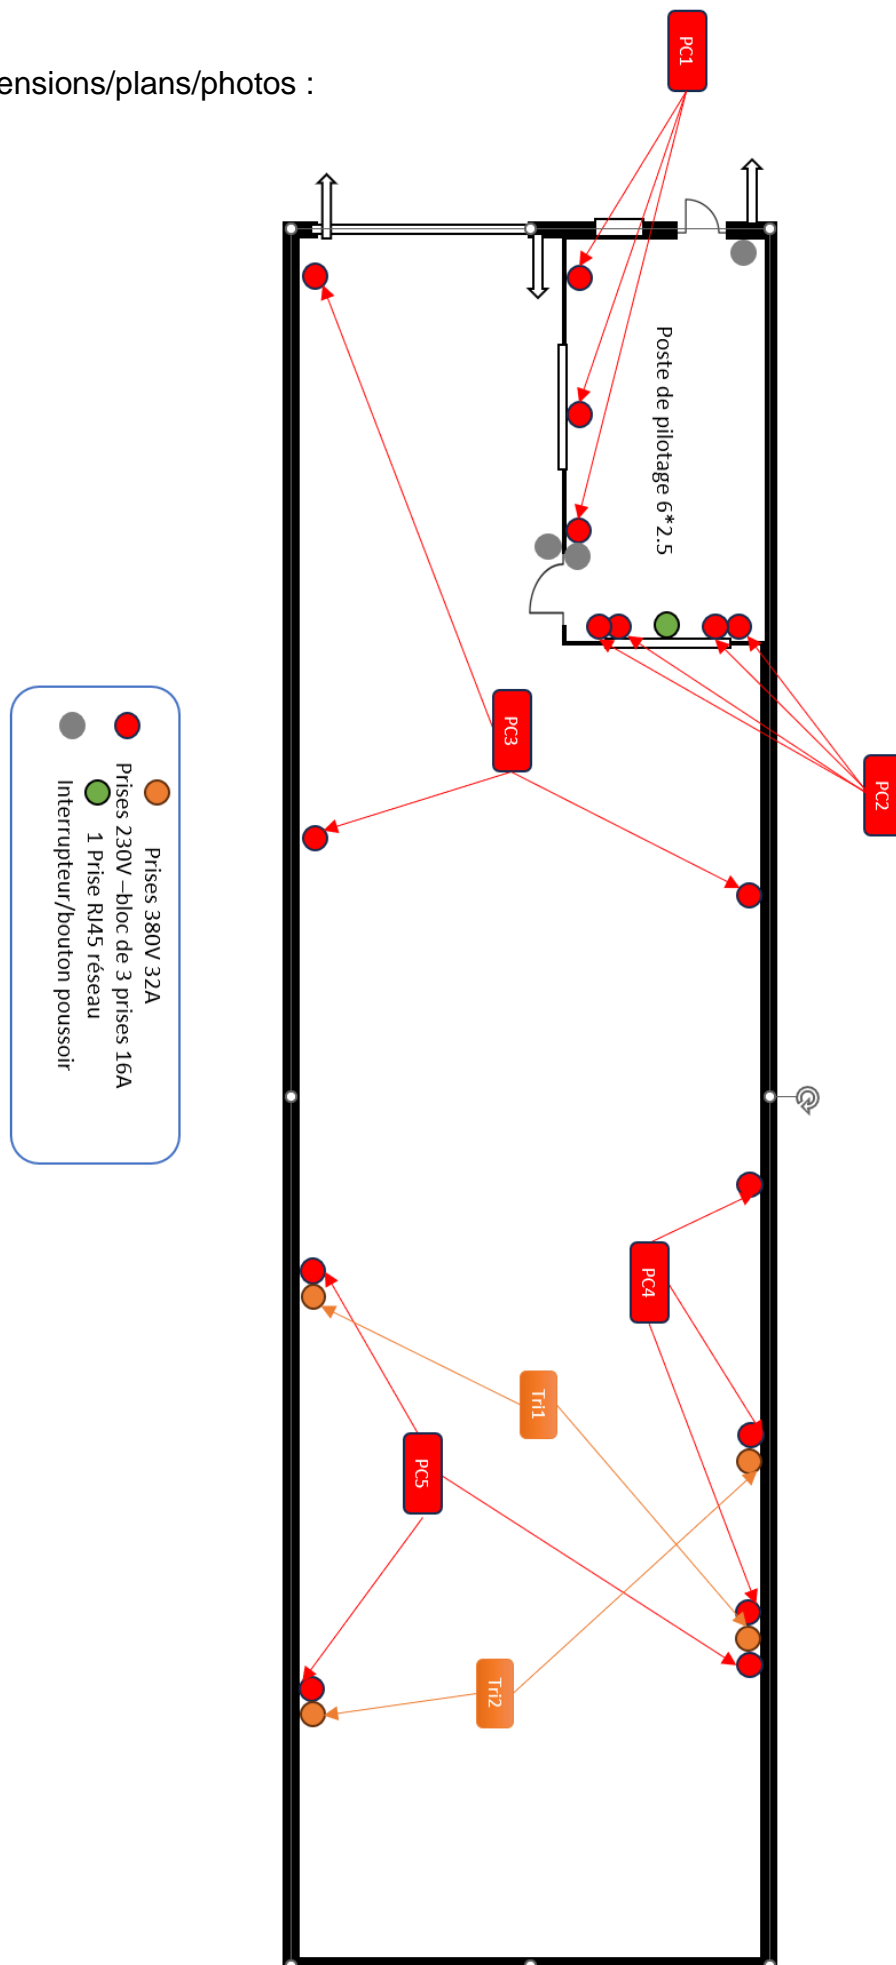 ensions/plans/photos :
PC1
Poste de pilotage 6*2.5
PC3
PC2
Prises 380V 32A
Prises 230V –bloc de 3 prises 16A
1 Prise RJ45 réseau
Interrupteur/bouton poussoir
PC4
Tri1
PC5
Tri2